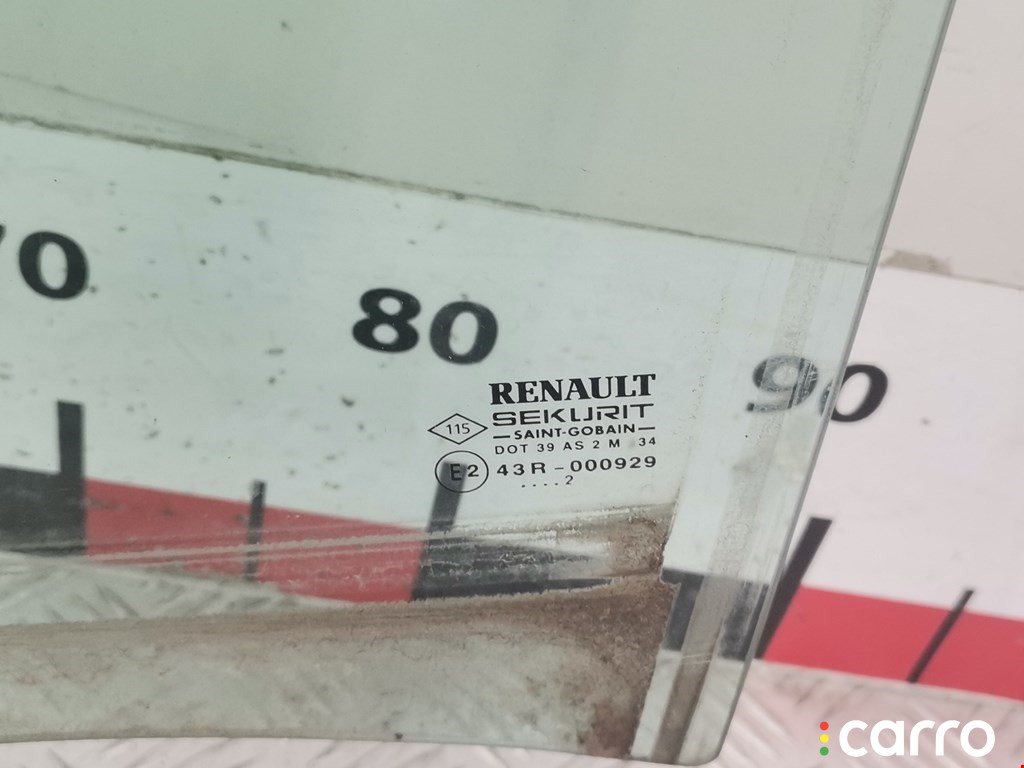 70
80
90
RENAULT
SEKURIT
SAINT-GOBAIN
115
DOT 39 AS 2 M 34
E2 43R-000929
....2
carro